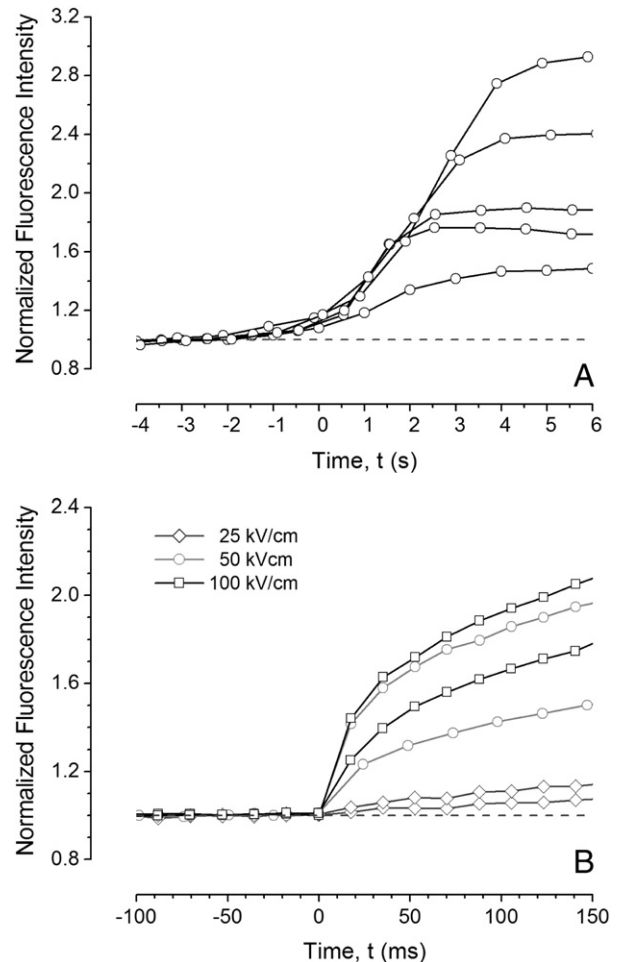 3.2
2.8
2.4
2.0
1.6
1.2
0.8
Normalized Fluorescence Intensity
A
-4 -3 -2 -1 0 1 2 3 4 5 6
Time, t (s)
2.4
2.0
1.6
1.2
0.8
Normalized Fluorescence Intensity
25 kV/cm
50 kVcm
100 kV/cm
B
-100 -50 0 50 100 150
Time, t (ms)